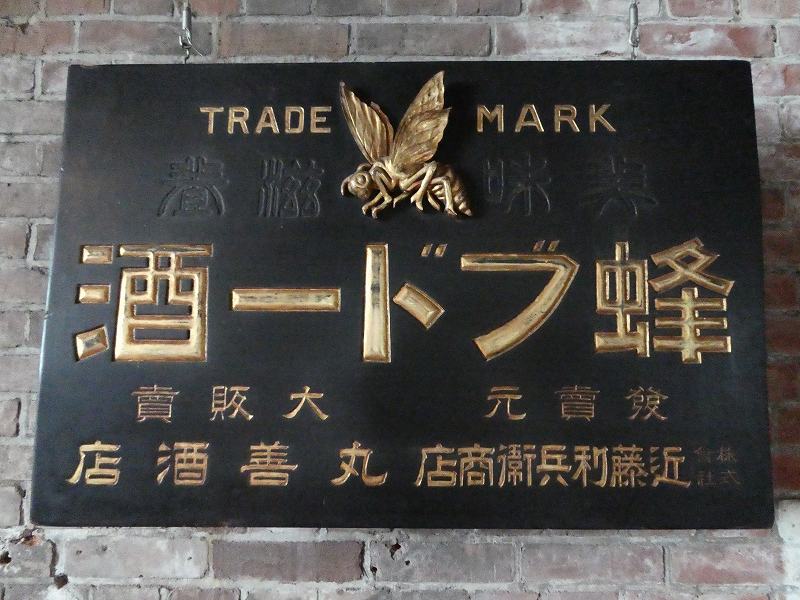 TRADE MARK
美味滋養
蜂ブドー酒
發賣元 大販賣
株式會社 近藤利兵衞商店 丸善酒店